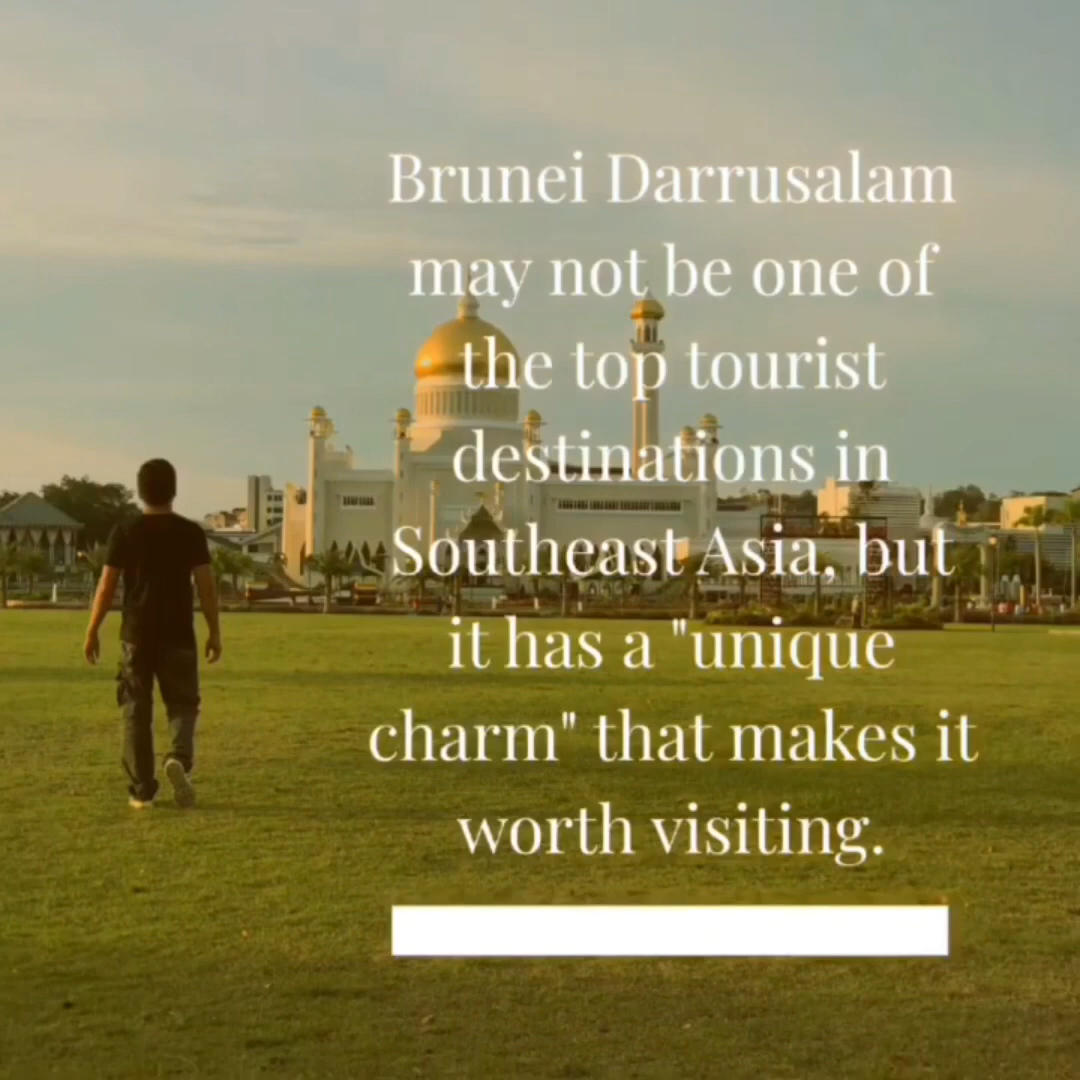 Brunei Darrusalam
may not be one of
the top tourist
destinations in
Southeast Asia, but
it has a "unique
charm" that makes it
worth visiting.